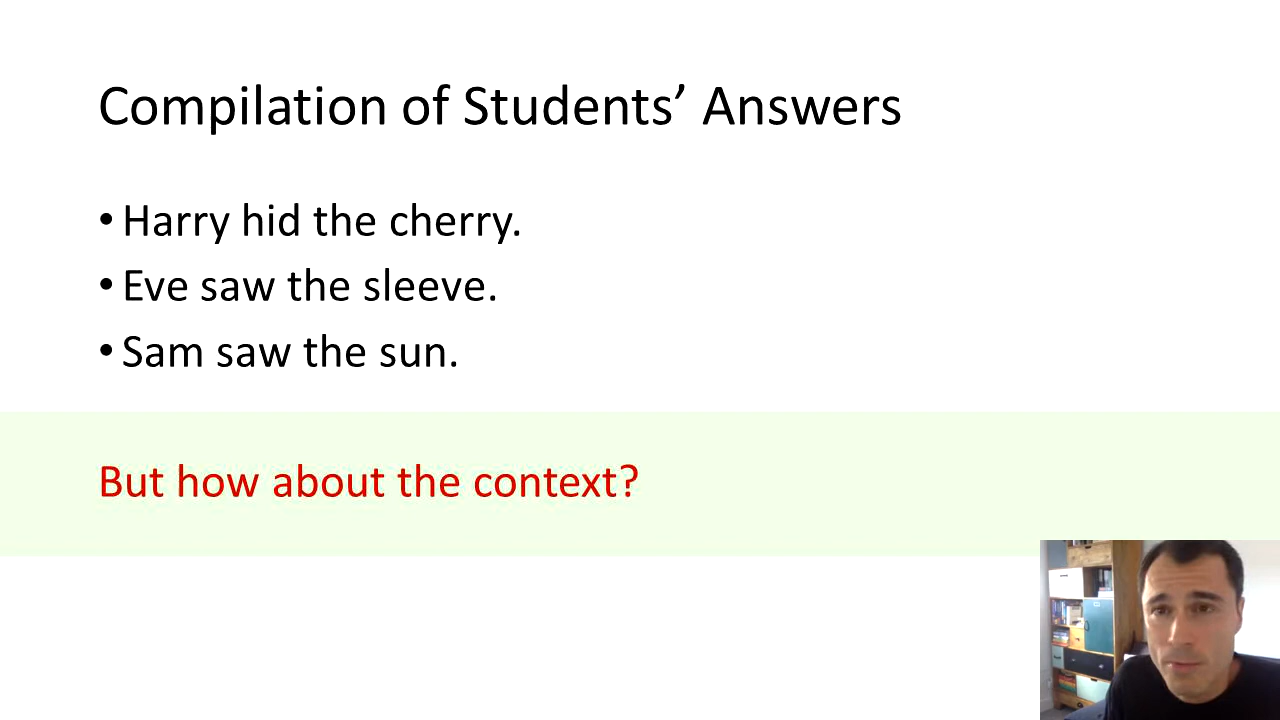 Compilation of Students’ Answers
• Harry hid the cherry.
• Eve saw the sleeve.
• Sam saw the sun.
But how about the context?